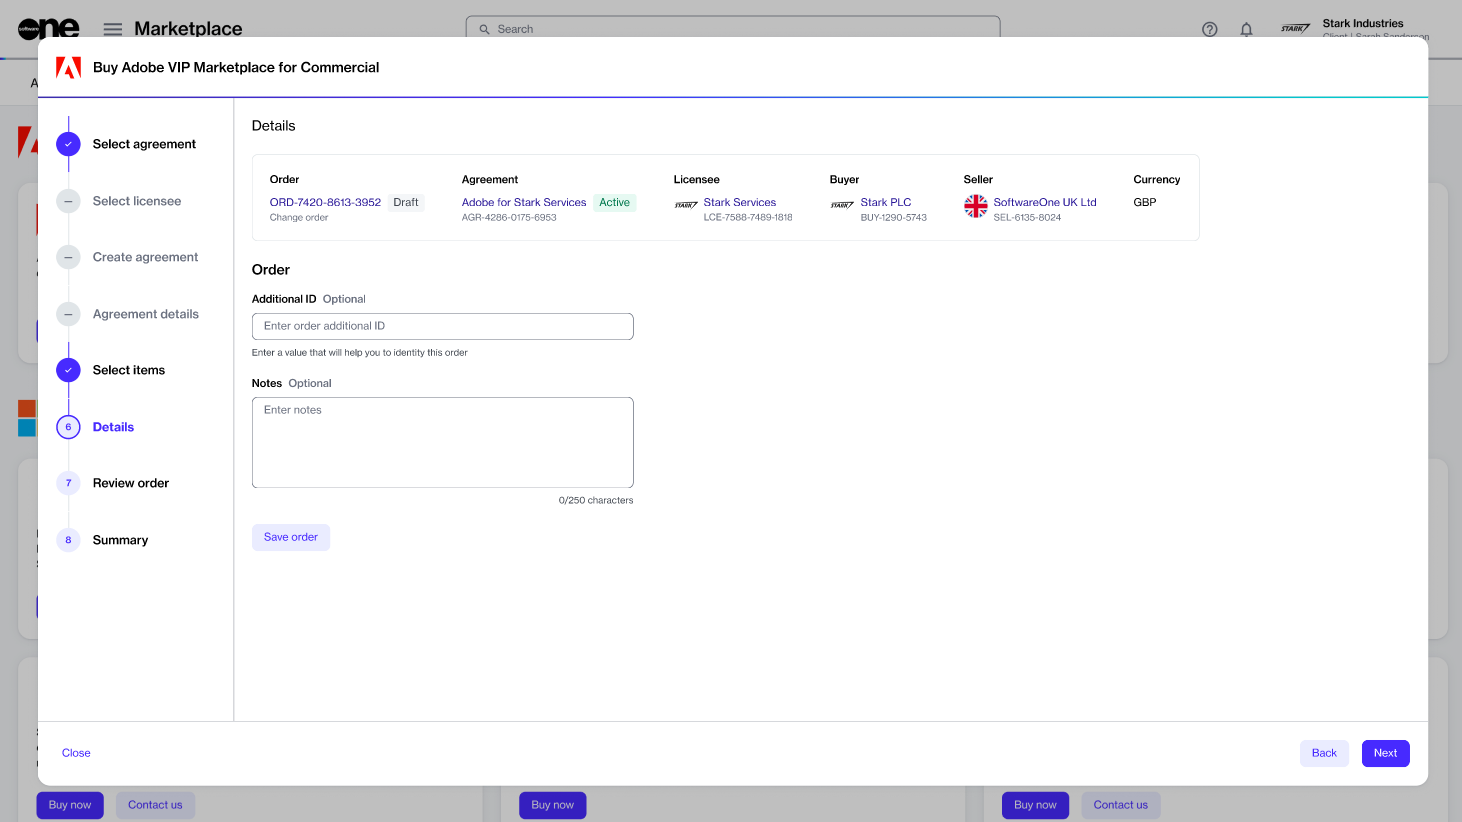 software
one
Marketplace
Search
STARK
Stark Industries
Client | Sarah Sanderson
Buy Adobe VIP Marketplace for Commercial
Select agreement
Select licensee
Create agreement
Agreement details
Select items
6 Details
7 Review order
8 Summary
Details
Order Agreement Licensee Buyer Seller Currency
ORD-7420-8613-3952 Draft Adobe for Stark Services Active STARK Stark Services STARK Stark PLC SoftwareOne UK Ltd GBP
Change order AGR-4286-0175-6953 LCE-7588-7489-1818 BUY-1290-5743 SEL-6135-8024
Order
Additional ID Optional
Enter order additional ID
Enter a value that will help you to identity this order
Notes Optional
Enter notes
0/250 characters
Save order
Close Back Next
Buy now Contact us Buy now Buy now Contact us